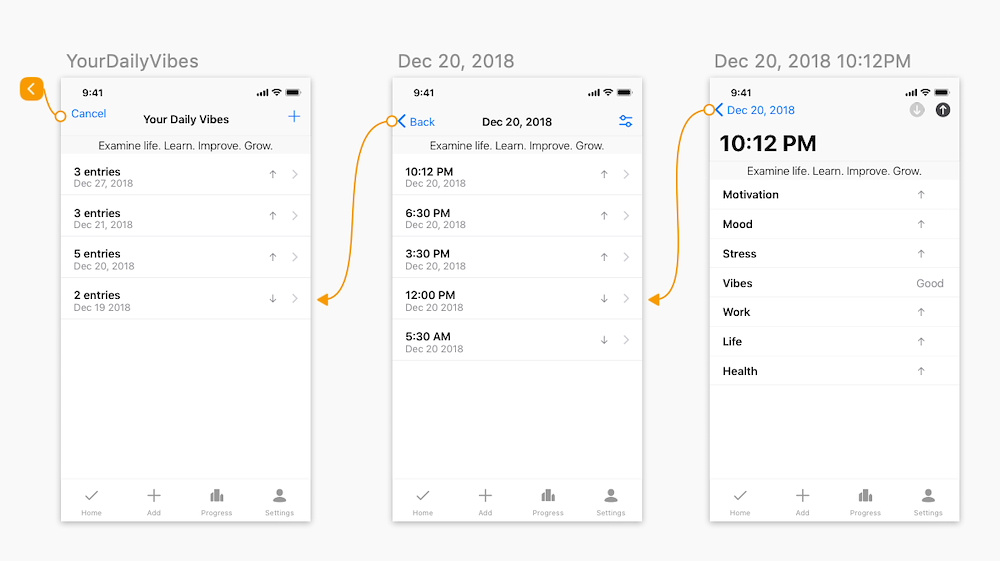 YourDailyVibes
9:41
Cancel
Your Daily Vibes
Examine life. Learn. Improve. Grow.
3 entries
Dec 27, 2018
3 entries
Dec 21, 2018
5 entries
Dec 20, 2018
2 entries
Dec 19 2018
Home Add Progress Settings
Dec 20, 2018
9:41
Back
Dec 20, 2018
Examine life. Learn. Improve. Grow.
10:12 PM
Dec 20, 2018
6:30 PM
Dec 20, 2018
3:30 PM
Dec 20, 2018
12:00 PM
Dec 20 2018
5:30 AM
Dec 20 2018
Home Add Progress Settings
Dec 20, 2018 10:12PM
9:41
Dec 20, 2018
10:12 PM
Examine life. Learn. Improve. Grow.
Motivation
Mood
Stress
Vibes Good
Work
Life
Health
Home Add Progress Settings